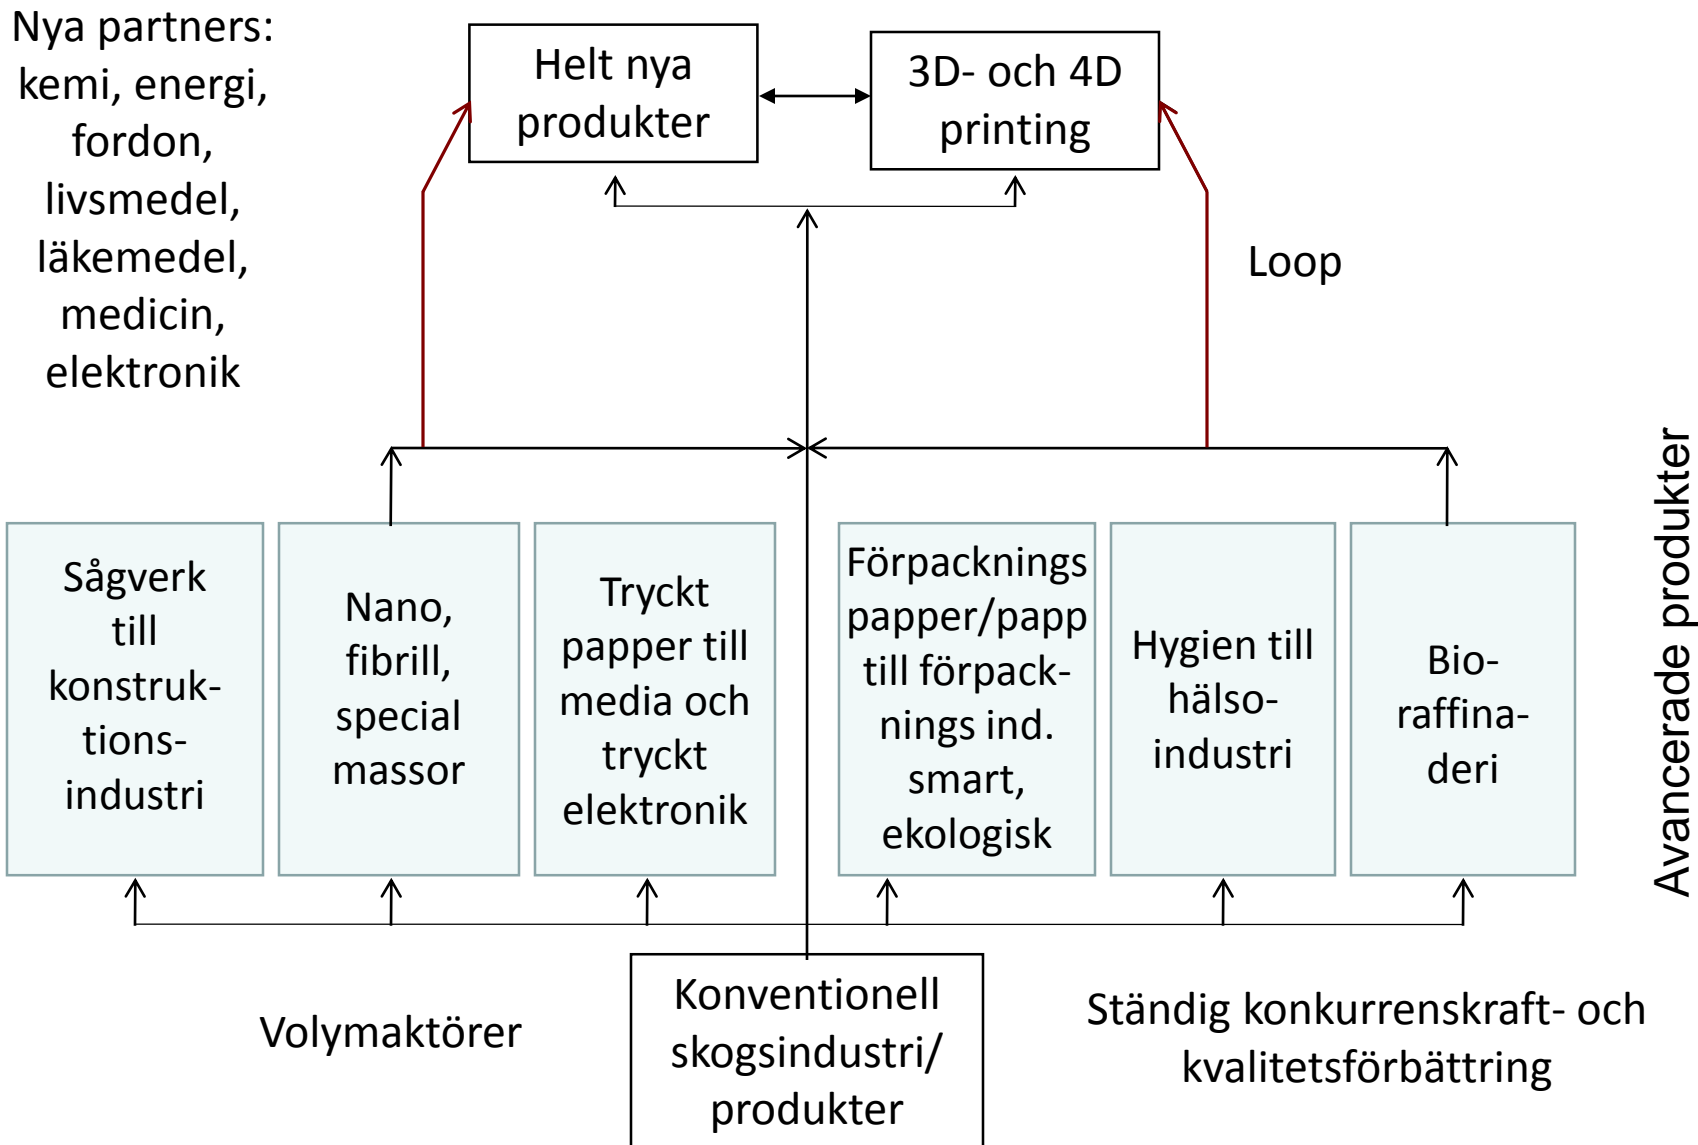 Nya partners:
kemi, energi,
fordon,
livsmedel,
läkemedel,
medicin,
elektronik
Helt nya
produkter
3D- och 4D
printing
Loop
Avancerade produkter
Sågverk
till
konstruk-
tions-
industri
Nano,
fibrill,
special
massor
Tryckt
papper till
media och
tryckt
elektronik
Förpacknings
papper/papp
till förpack-
nings ind.
smart,
ekologisk
Hygien till
hälso-
industri
Bio-
raffina-
deri
Volymaktörer
Konventionell
skogsindustri/
produkter
Ständig konkurrenskraft- och
kvalitetsförbättring